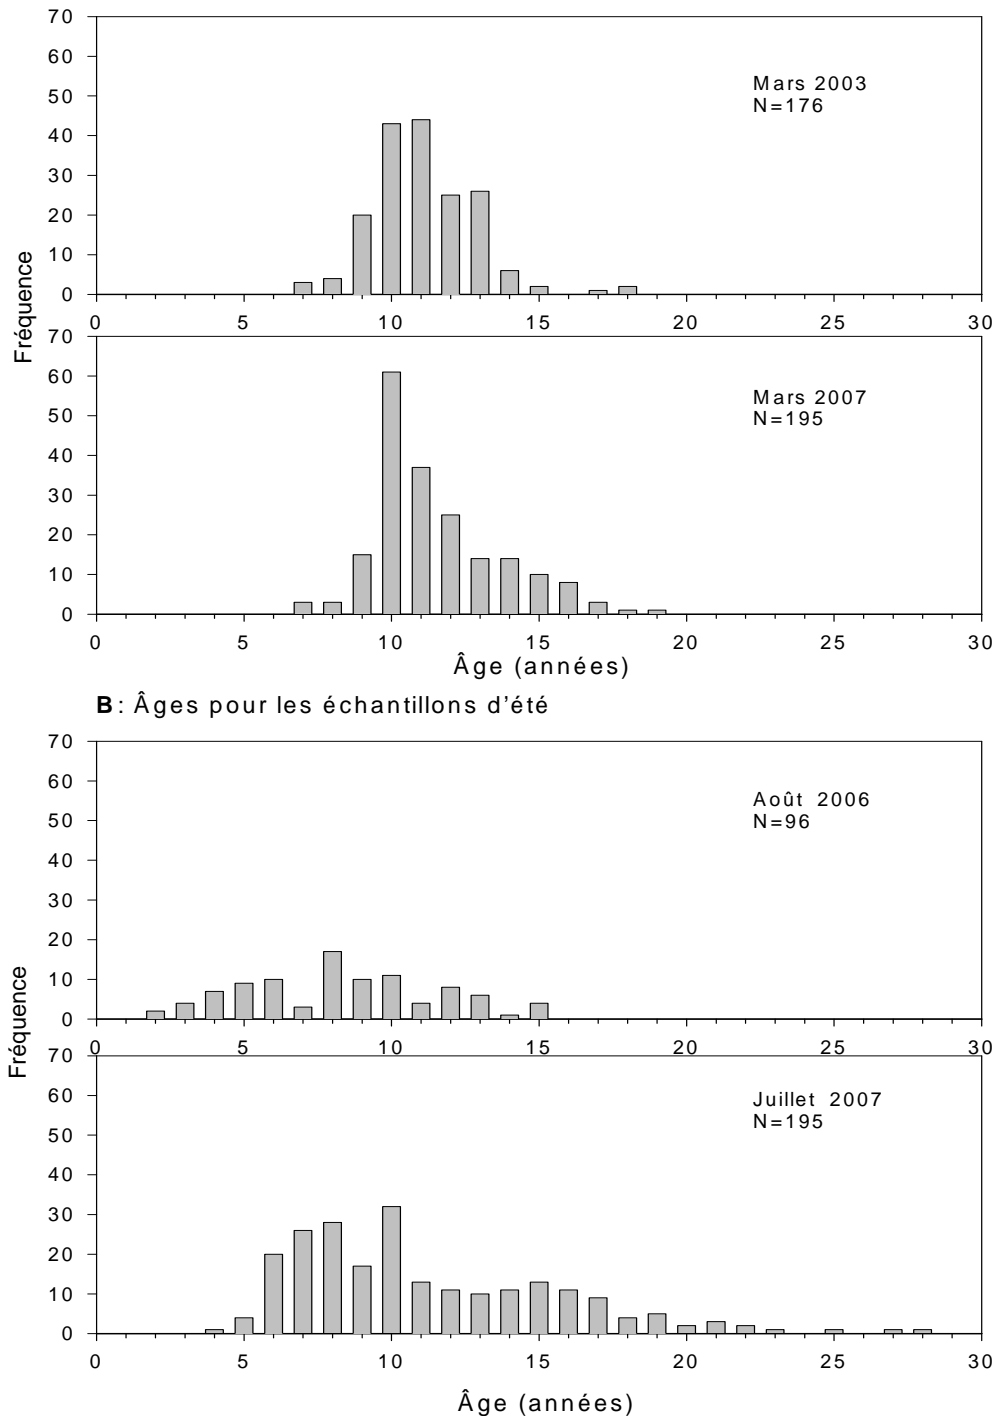 70
60
50
40
30
20
10
0
Mars 2003
N=176
0 5 10 15 20 25 30
Fréquence
70
60
50
40
30
20
10
0
Mars 2007
N=195
0 5 10 15 20 25 30
Âge (années)
B: Âges pour les échantillons d'été
70
60
50
40
30
20
10
0
Août 2006
N=96
0 5 10 15 20 25 30
Fréquence
70
60
50
40
30
20
10
0
Juillet 2007
N=195
0 5 10 15 20 25 30
Âge (années)